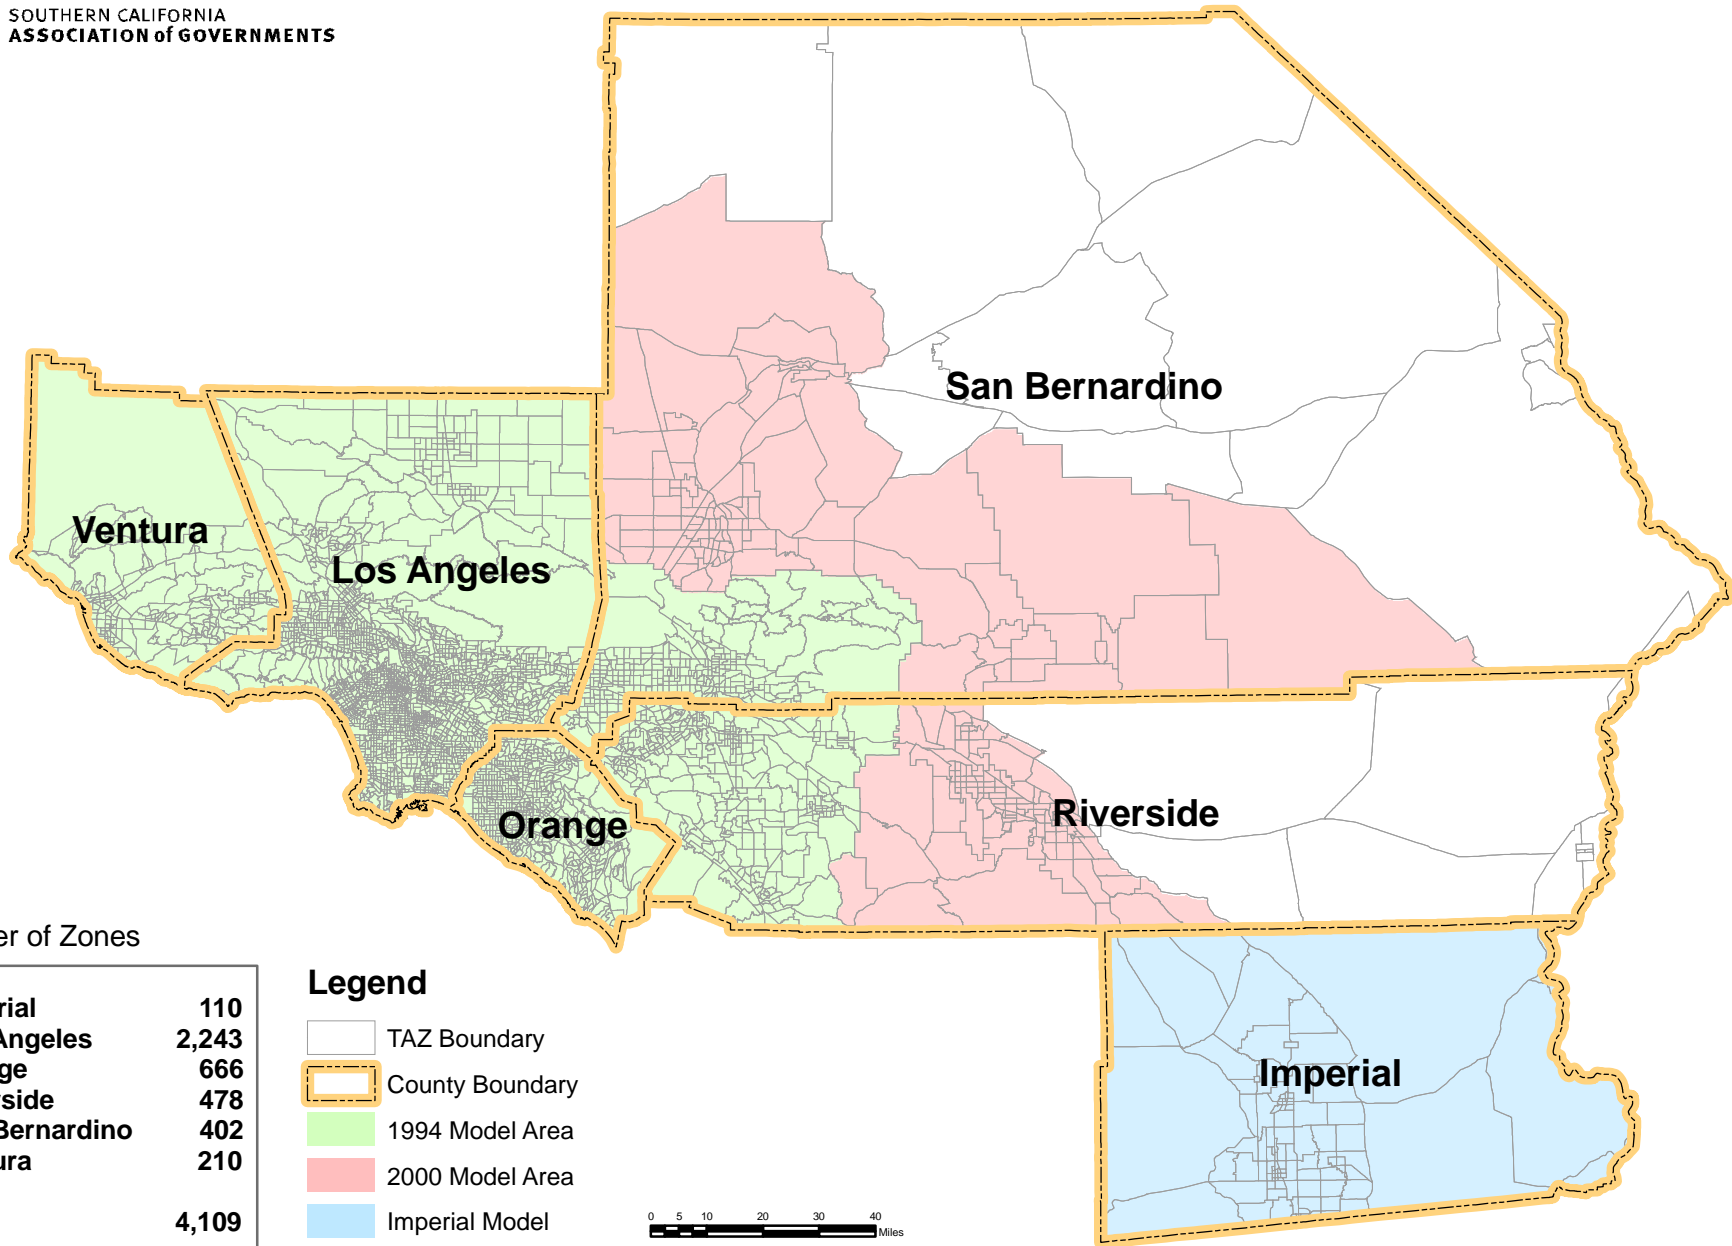 SOUTHERN CALIFORNIA
ASSOCIATION of GOVERNMENTS
San Bernardino
Ventura
Los Angeles
Orange
Riverside
Imperial
er of Zones
rial 110
Angeles 2,243
ge 666
rside 478
Bernardino 402
ura 210
4,109
Legend
TAZ Boundary
County Boundary
1994 Model Area
2000 Model Area
Imperial Model
0 5 10 20 30 40
Miles